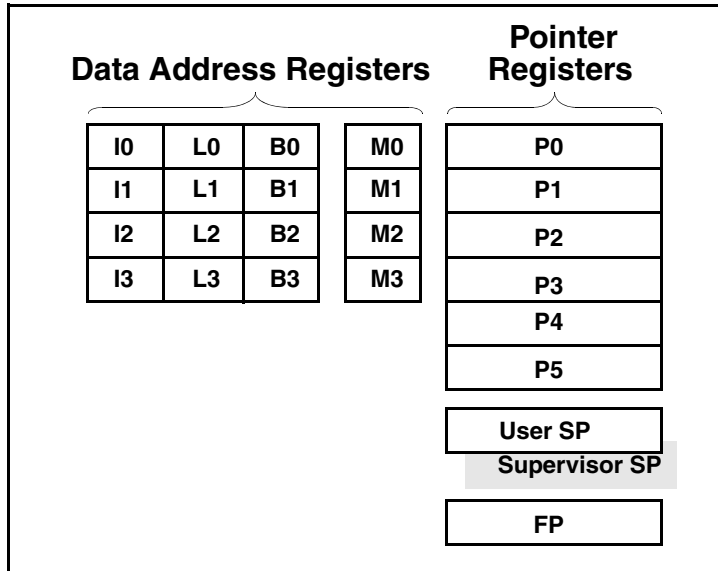 Data Address Registers
Pointer
Registers
I0 L0 B0 M0 P0
I1 L1 B1 M1 P1
I2 L2 B2 M2 P2
I3 L3 B3 M3 P3
P4
P5
User SP
Supervisor SP
FP